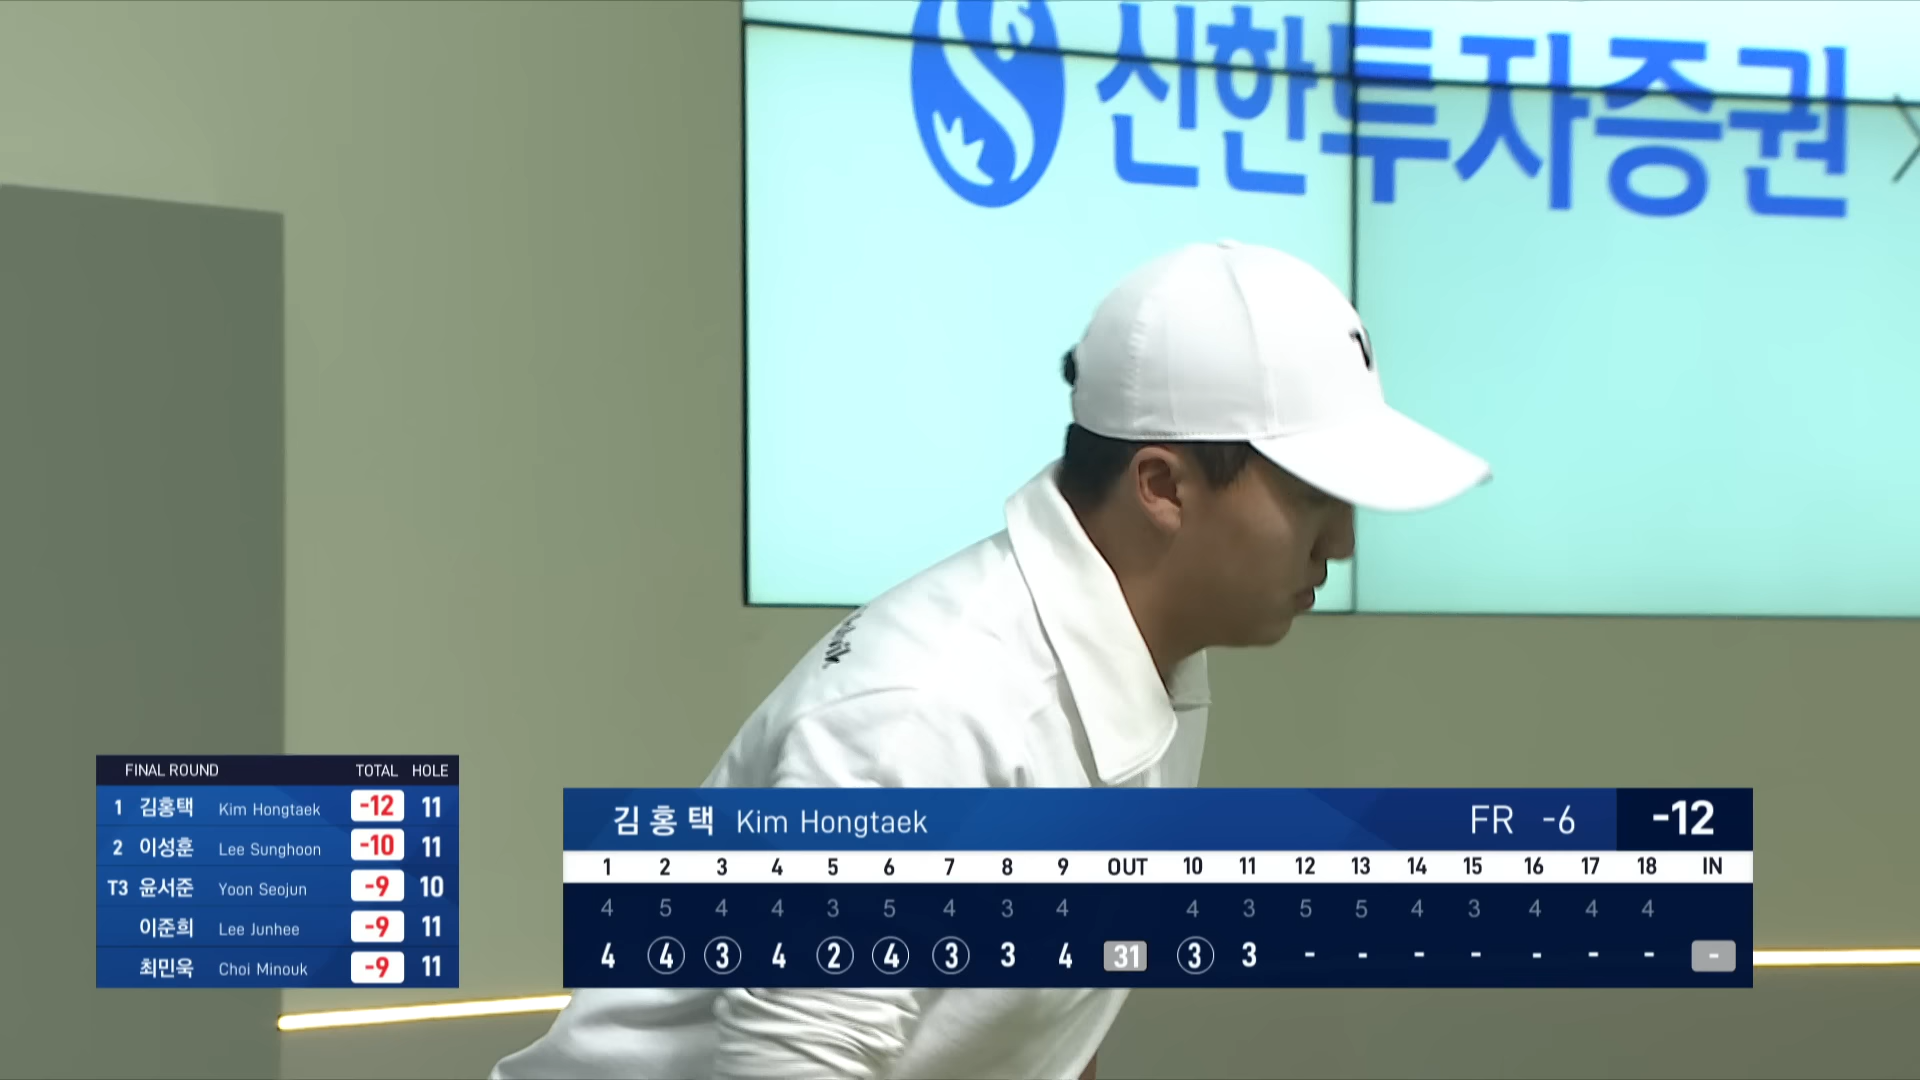 신한투자증권
FINAL ROUND TOTAL HOLE
1 김홍택 Kim Hongtaek -12 11
2 이성훈 Lee Sunghoon -10 11
T3 윤서준 Yoon Seojun -9 10
이준희 Lee Junhee -9 11
최민욱 Choi Minouk -9 11
김홍택 Kim Hongtaek FR -6 -12
1 2 3 4 5 6 7 8 9 OUT 10 11 12 13 14 15 16 17 18 IN
4 5 4 4 3 5 4 3 4 4 3 5 5 4 3 4 4 4
4 4 3 4 2 4 3 3 4 31 3 3 - - - - - - - -